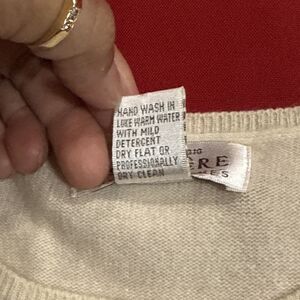 HAND WASH IN
LUKE WARM WATER
WITH MILD
DETERGENT
DRY FLAT OR
PROFESSIONALLY
DRY CLEAN